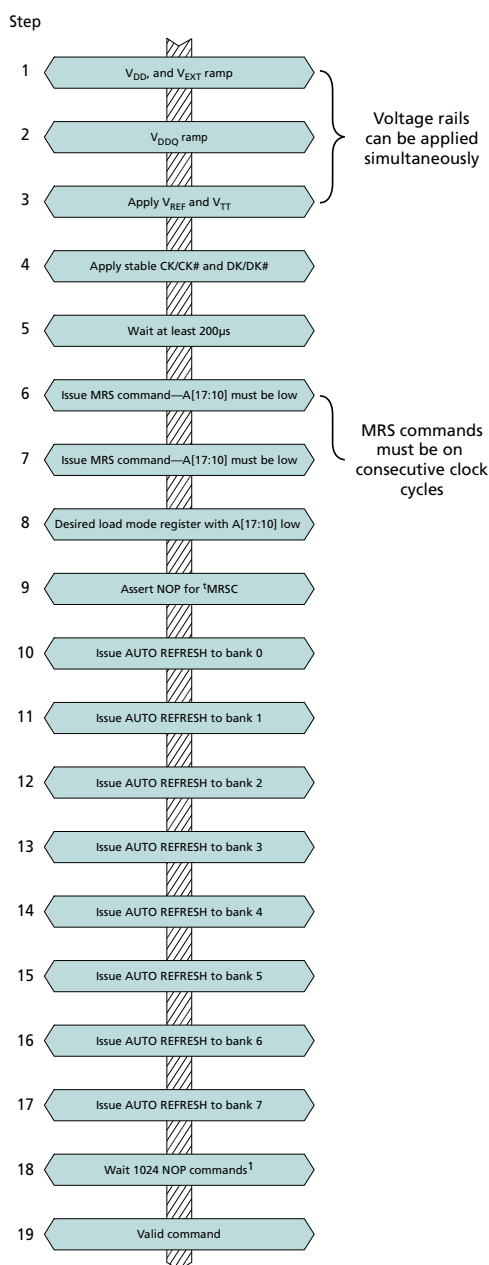 Step
1 V_DD, and V_EXT ramp
2 V_DDQ ramp
3 Apply V_REF and V_TT
Voltage rails
can be applied
simultaneously
4 Apply stable CK/CK# and DK/DK#
5 Wait at least 200µs
6 Issue MRS command—A[17:10] must be low
7 Issue MRS command—A[17:10] must be low
MRS commands
must be on
consecutive clock
cycles
8 Desired load mode register with A[17:10] low
9 Assert NOP for ᵗMRSC
10 Issue AUTO REFRESH to bank 0
11 Issue AUTO REFRESH to bank 1
12 Issue AUTO REFRESH to bank 2
13 Issue AUTO REFRESH to bank 3
14 Issue AUTO REFRESH to bank 4
15 Issue AUTO REFRESH to bank 5
16 Issue AUTO REFRESH to bank 6
17 Issue AUTO REFRESH to bank 7
18 Wait 1024 NOP commands¹
19 Valid command